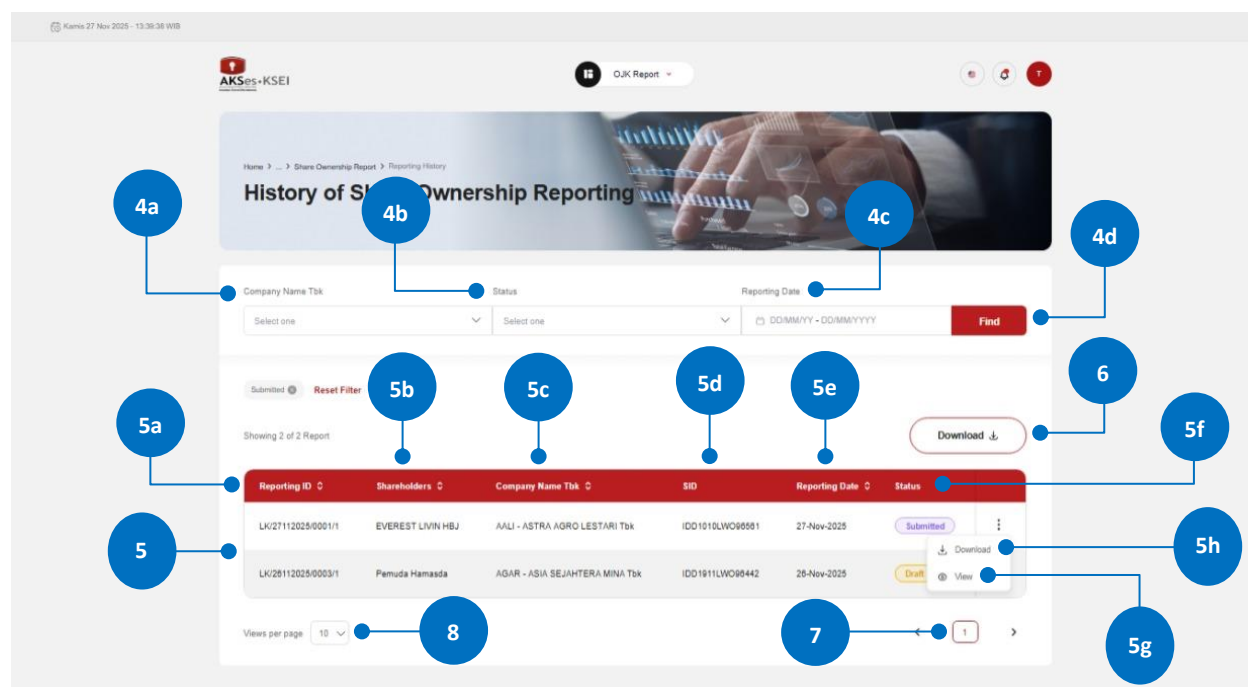 Kamis 27 Nov 2025 - 13:39:38 WIB
AKSes-KSEI
OJK Report
T
Home > ... > Share Ownership Report > Reporting History
History of S Ownership Reporting
4a
4b
4c
4d
Company Name Tbk
Status
Reporting Date
Select one
Select one
DD/MM/YY - DD/MM/YYYY
Find
5b
5c
5d
5e
6
Submitted
Reset Filter
5a
5f
Showing 2 of 2 Report
Download
Reporting ID
Shareholders
Company Name Tbk
SID
Reporting Date
Status
LK/27112025/0001/1
EVEREST LIVIN HBJ
AALI - ASTRA AGRO LESTARI Tbk
IDD1010LWO96561
27-Nov-2025
Submitted
5
Download
5h
LK/26112025/0003/1
Pemuda Hamasda
AGAR - ASIA SEJAHTERA MINA Tbk
IDD1911LWO96442
26-Nov-2025
Draft
View
Views per page
10
8
7
1
5g